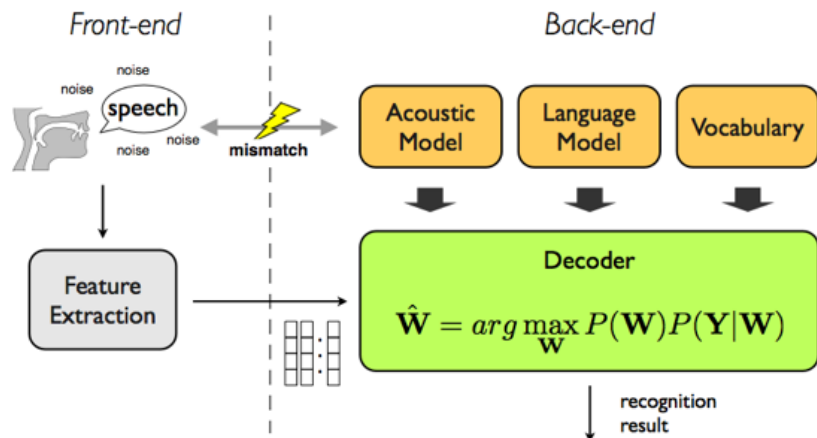 Front-end
Back-end
noise
noise
speech
noise
noise
mismatch
Acoustic
Model
Language
Model
Vocabulary
Feature
Extraction
Decoder
Ŵ = arg max P(W)P(Y|W)
W
recognition
result